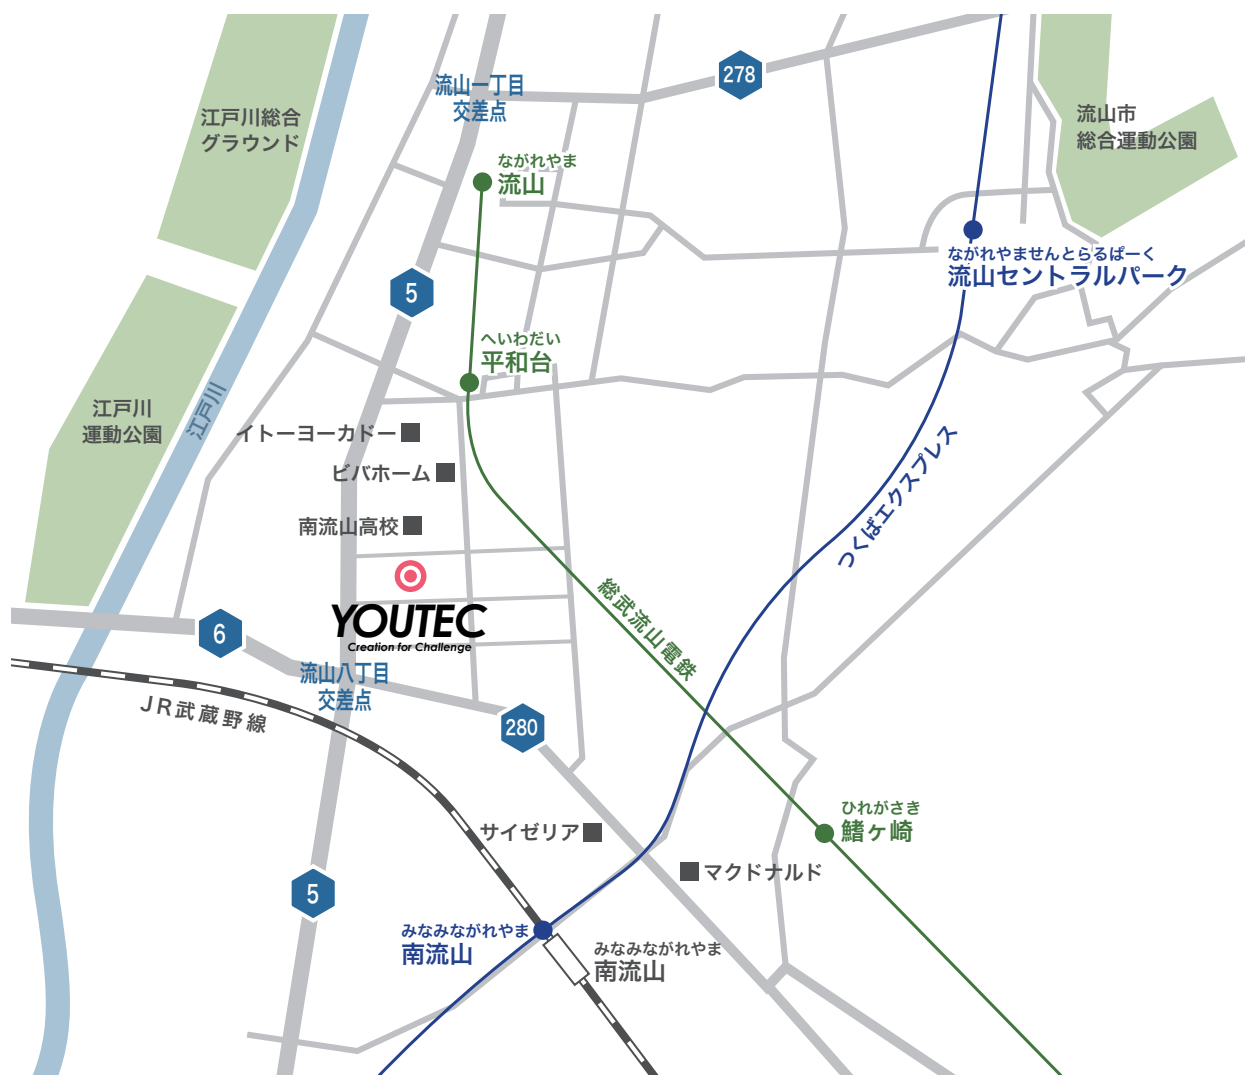 278
流山一丁目
交差点
江戸川総合
グラウンド
流山市
総合運動公園
ながれやま
流山
ながれやませんとらるぱーく
流山セントラルパーク
5
へいわだい
平和台
江戸川
運動公園
江戸川
イトーヨーカドー
ビバホーム
つくばエクスプレス
南流山高校
YOUTEC
Creation for Challenge
総武流山電鉄
6
流山八丁目
交差点
JR武蔵野線
280
サイゼリア
ひれがさき
鰭ヶ崎
マクドナルド
5
みなみながれやま
南流山
みなみながれやま
南流山